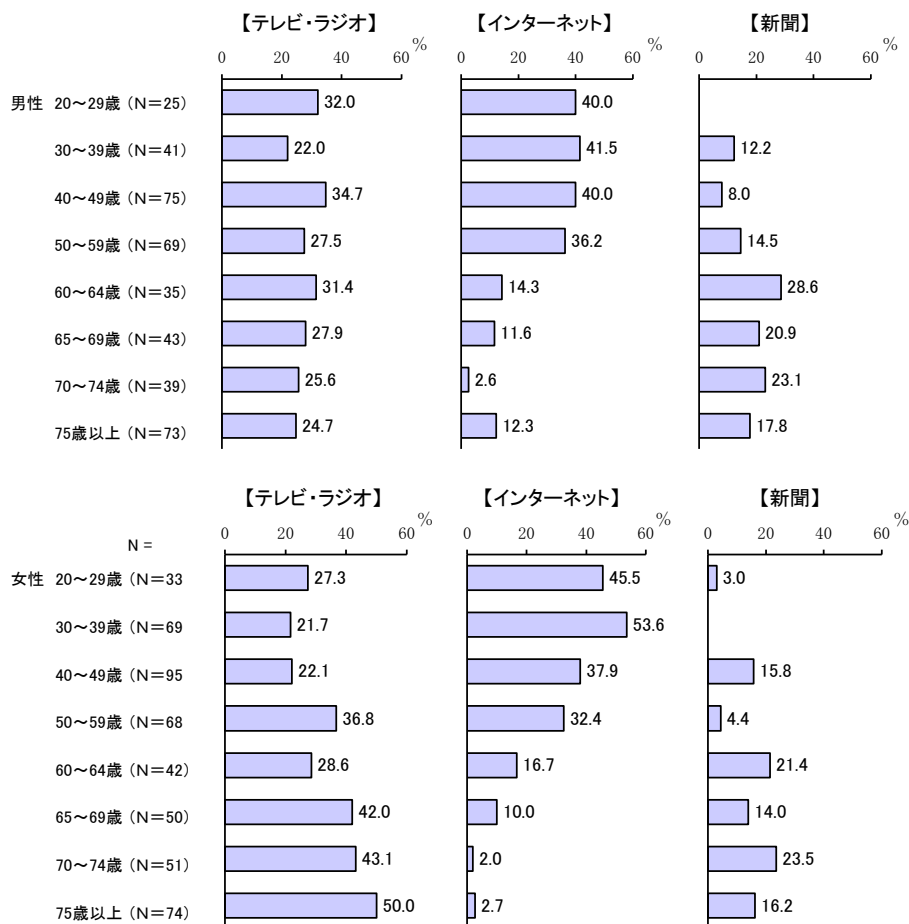 【テレビ・ラジオ】 【インターネット】 【新聞】
0 20 40 60 % 0 20 40 60 % 0 20 40 60 %
男性 20～29歳 (N=25) 32.0 40.0
30～39歳 (N=41) 22.0 41.5 12.2
40～49歳 (N=75) 34.7 40.0 8.0
50～59歳 (N=69) 27.5 36.2 14.5
60～64歳 (N=35) 31.4 14.3 28.6
65～69歳 (N=43) 27.9 11.6 20.9
70～74歳 (N=39) 25.6 2.6 23.1
75歳以上 (N=73) 24.7 12.3 17.8
【テレビ・ラジオ】 【インターネット】 【新聞】
N = 0 20 40 60 % 0 20 40 60 % 0 20 40 60 %
女性 20～29歳 (N=33 27.3 45.5 3.0
30～39歳 (N=69 21.7 53.6
40～49歳 (N=95 22.1 37.9 15.8
50～59歳 (N=68 36.8 32.4 4.4
60～64歳 (N=42) 28.6 16.7 21.4
65～69歳 (N=50) 42.0 10.0 14.0
70～74歳 (N=51) 43.1 2.0 23.5
75歳以上 (N=74) 50.0 2.7 16.2